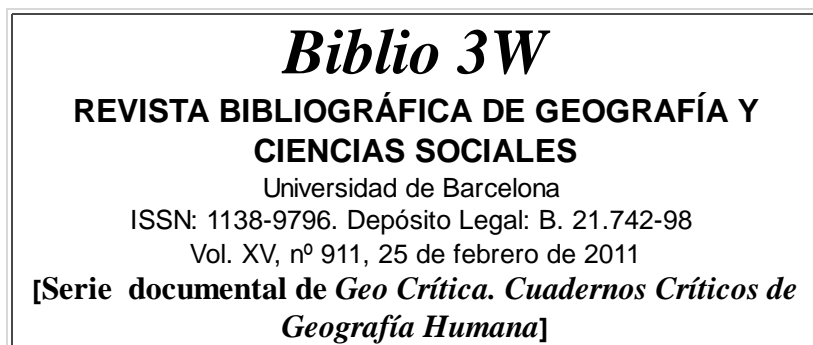 Biblio 3W
REVISTA BIBLIOGRÁFICA DE GEOGRAFÍA Y
CIENCIAS SOCIALES
Universidad de Barcelona
ISSN: 1138-9796. Depósito Legal: B. 21.742-98
Vol. XV, nº 911, 25 de febrero de 2011
[Serie documental de Geo Crítica. Cuadernos Críticos de
Geografía Humana]